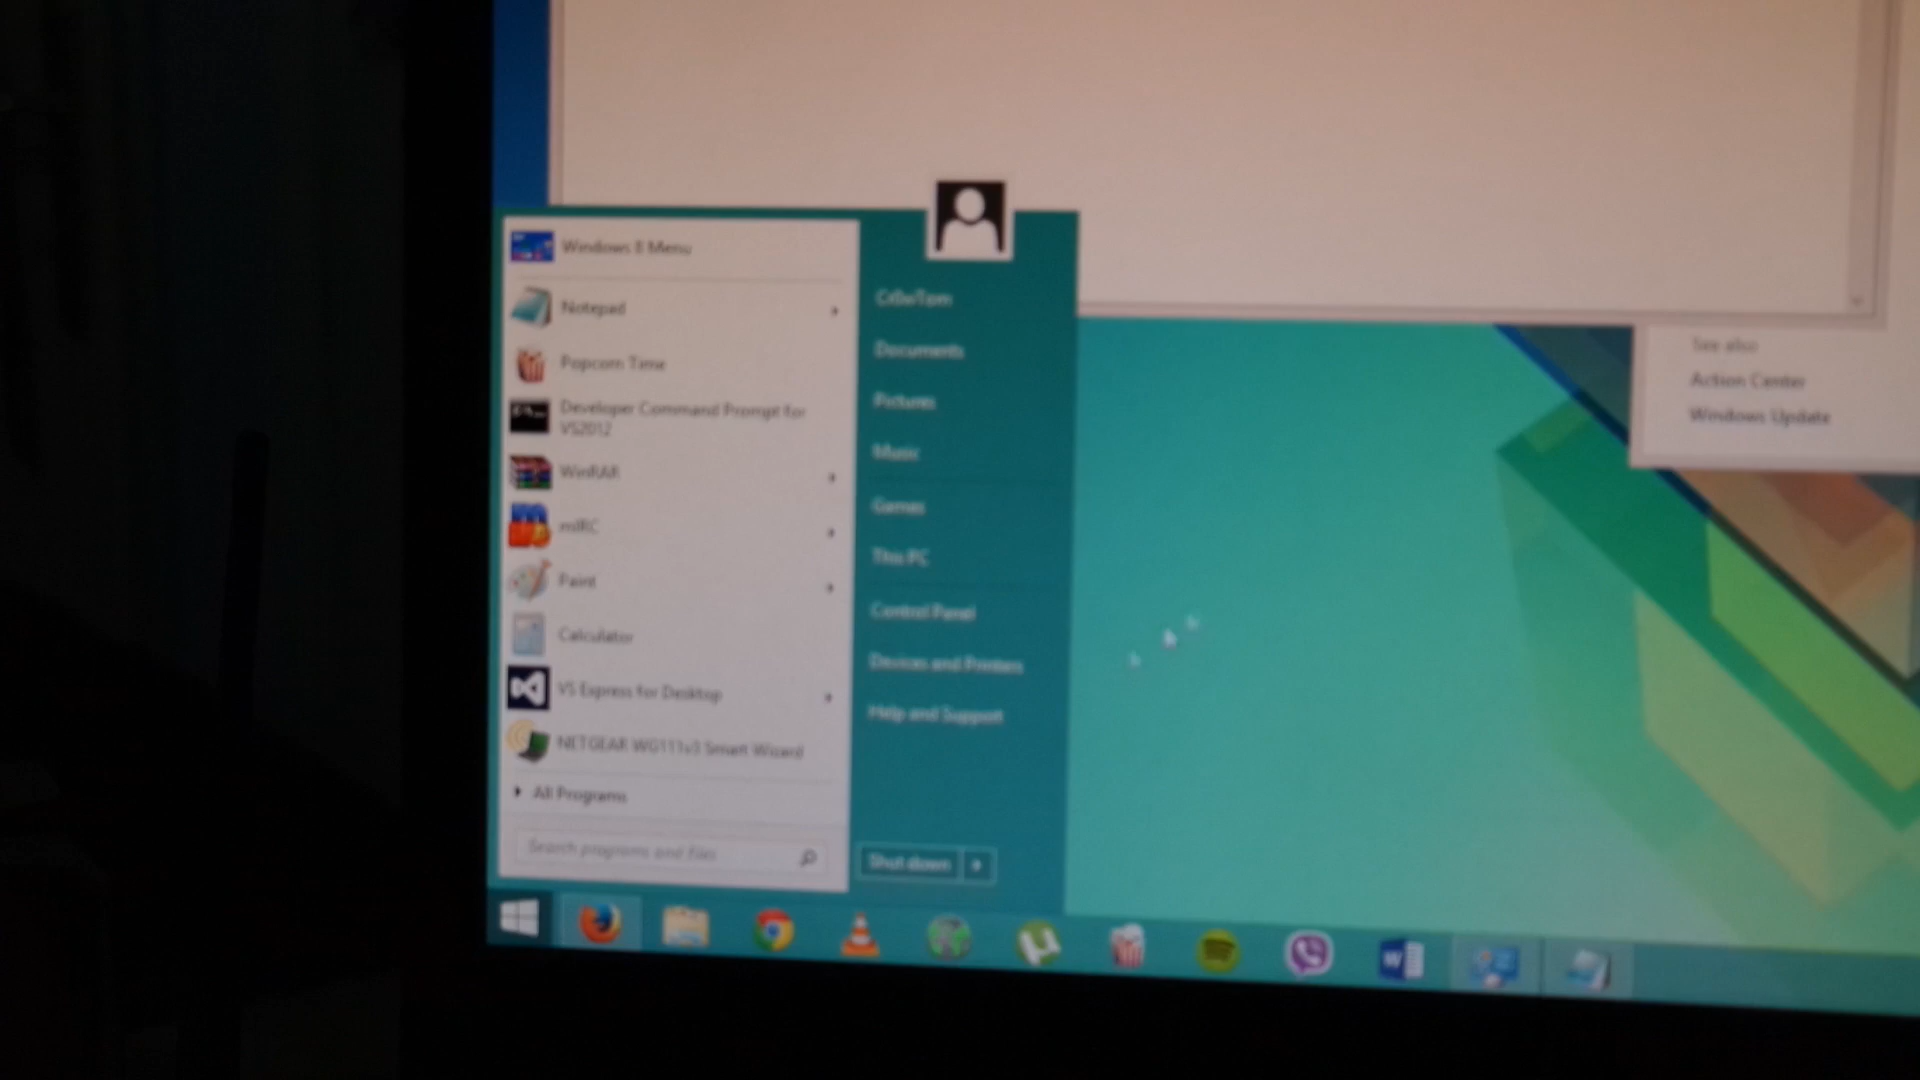 Windows 8 Menu
Notepad
Popcorn Time
Developer Command Prompt for
VS2012
WinRAR
mIRC
Paint
Calculator
VS Express for Desktop
NETGEAR WG111v3 Smart Wizard
All Programs
Search programs and files
Documents
Pictures
Music
Games
This PC
Control Panel
Devices and Printers
Help and Support
Shut down
See also
Action Center
Windows Update